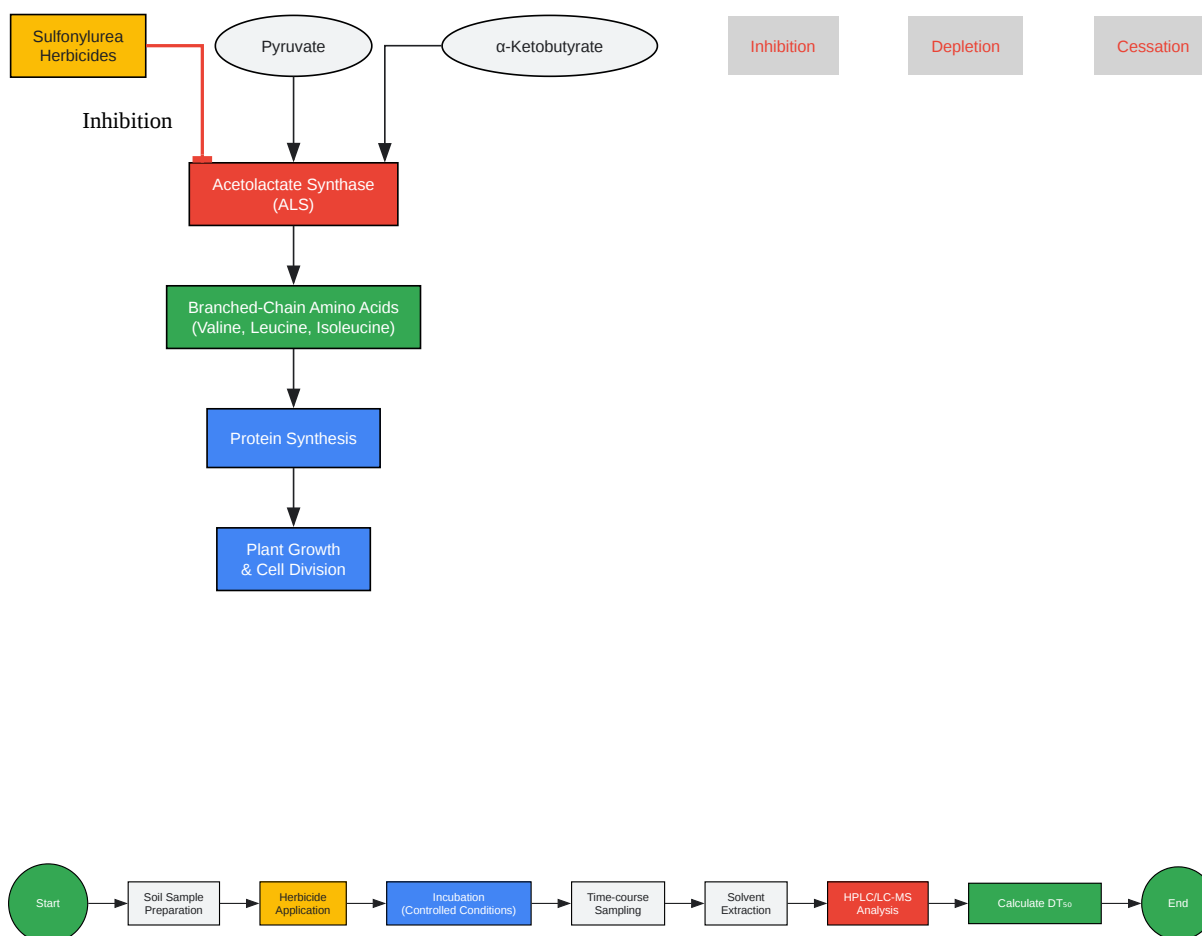 Sulfonylurea
Herbicides
Pyruvate
α-Ketobutyrate
Inhibition
Depletion
Cessation
Inhibition
Acetolactate Synthase
(ALS)
Branched-Chain Amino Acids
(Valine, Leucine, Isoleucine)
Protein Synthesis
Plant Growth
& Cell Division
Start
Soil Sample
Preparation
Herbicide
Application
Incubation
(Controlled Conditions)
Time-course
Sampling
Solvent
Extraction
HPLC/LC-MS
Analysis
Calculate DT₅₀
End